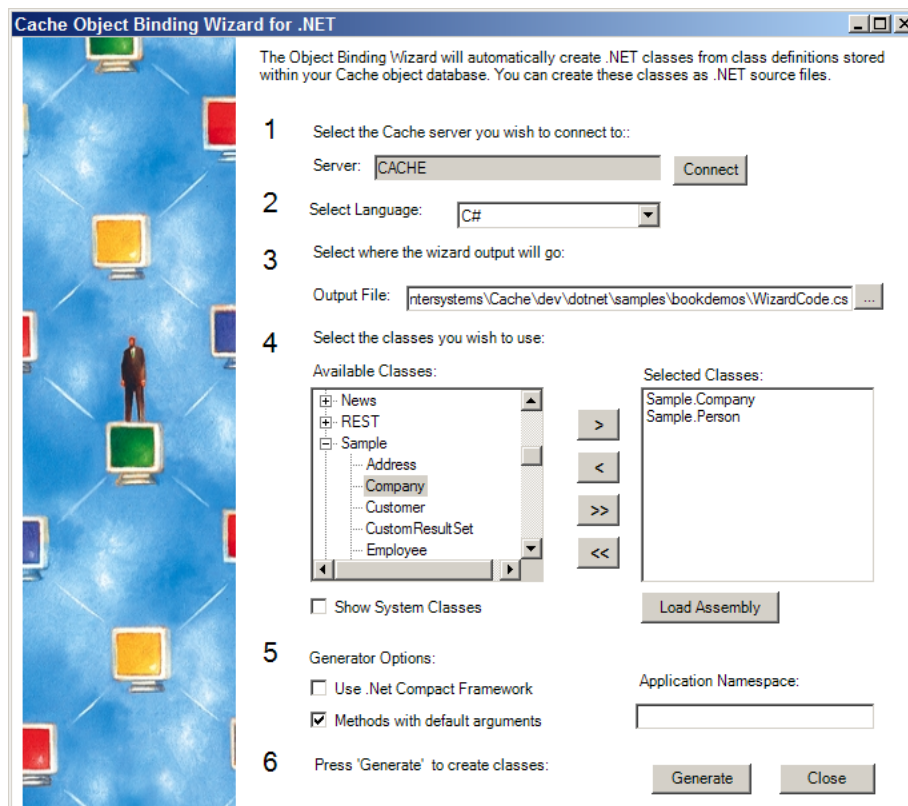 Cache Object Binding Wizard for .NET
The Object Binding Wizard will automatically create .NET classes from class definitions stored
within your Cache object database. You can create these classes as .NET source files.
1 Select the Cache server you wish to connect to::
Server: CACHE Connect
2 Select Language: C#
3 Select where the wizard output will go:
Output File: ntersystems\Cache\dev\dotnet\samples\bookdemos\WizardCode.cs ...
4 Select the classes you wish to use:
Available Classes:
News
REST
Sample
Address
Company
Customer
CustomResultSet
Employee
>
<
>>
<<
Selected Classes:
Sample.Company
Sample.Person
Show System Classes
Load Assembly
5 Generator Options:
Use .Net Compact Framework
Methods with default arguments
Application Namespace:
6 Press 'Generate' to create classes:
Generate Close